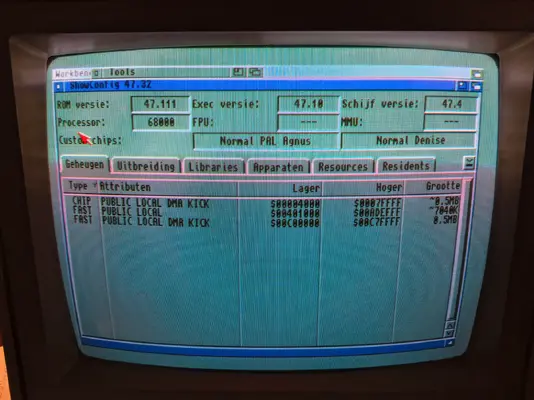 Workbench Tools
ShowConfig 47.32
ROM versie: 47.111 Exec versie: 47.10 Schijf versie: 47.4
Processor: 68000 FPU: --- MMU: ---
Custom chips: Normal PAL Agnus Normal Denise
Geheugen Uitbreiding Libraries Apparaten Resources Residents
Type Attributen Lager Hoger Grootte
CHIP PUBLIC LOCAL DMA KICK $00004000 $0007FFFF ~0.5MB
FAST PUBLIC LOCAL $00401000 $00ADEFFF ~7040K
FAST PUBLIC LOCAL DMA KICK $00C00000 $00C7FFFF 0.5MB